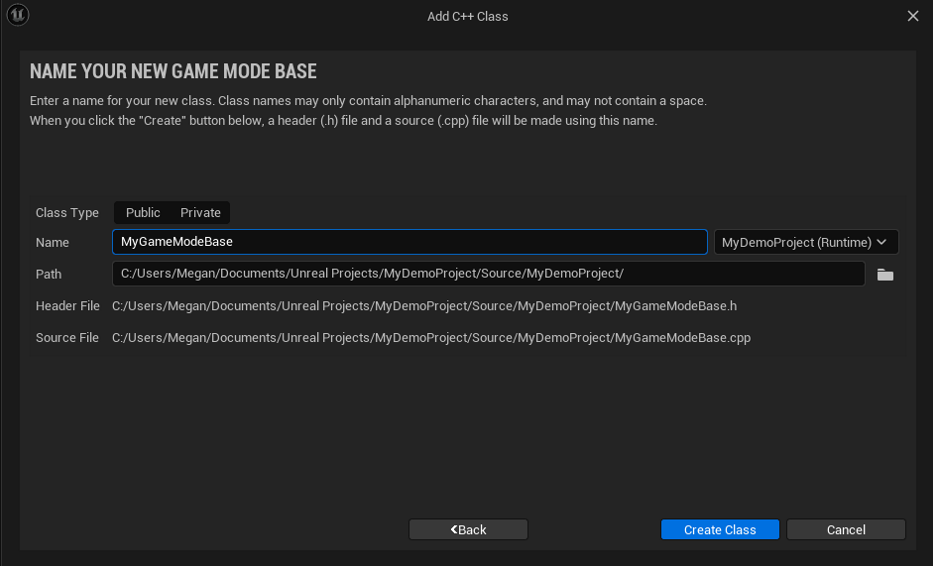 Add C++ Class
NAME YOUR NEW GAME MODE BASE
Enter a name for your new class. Class names may only contain alphanumeric characters, and may not contain a space.
When you click the "Create" button below, a header (.h) file and a source (.cpp) file will be made using this name.
Class Type Public Private
Name MyGameModeBase MyDemoProject (Runtime)
Path C:/Users/Megan/Documents/Unreal Projects/MyDemoProject/Source/MyDemoProject/
Header File C:/Users/Megan/Documents/Unreal Projects/MyDemoProject/Source/MyDemoProject/MyGameModeBase.h
Source File C:/Users/Megan/Documents/Unreal Projects/MyDemoProject/Source/MyDemoProject/MyGameModeBase.cpp
Back Create Class Cancel